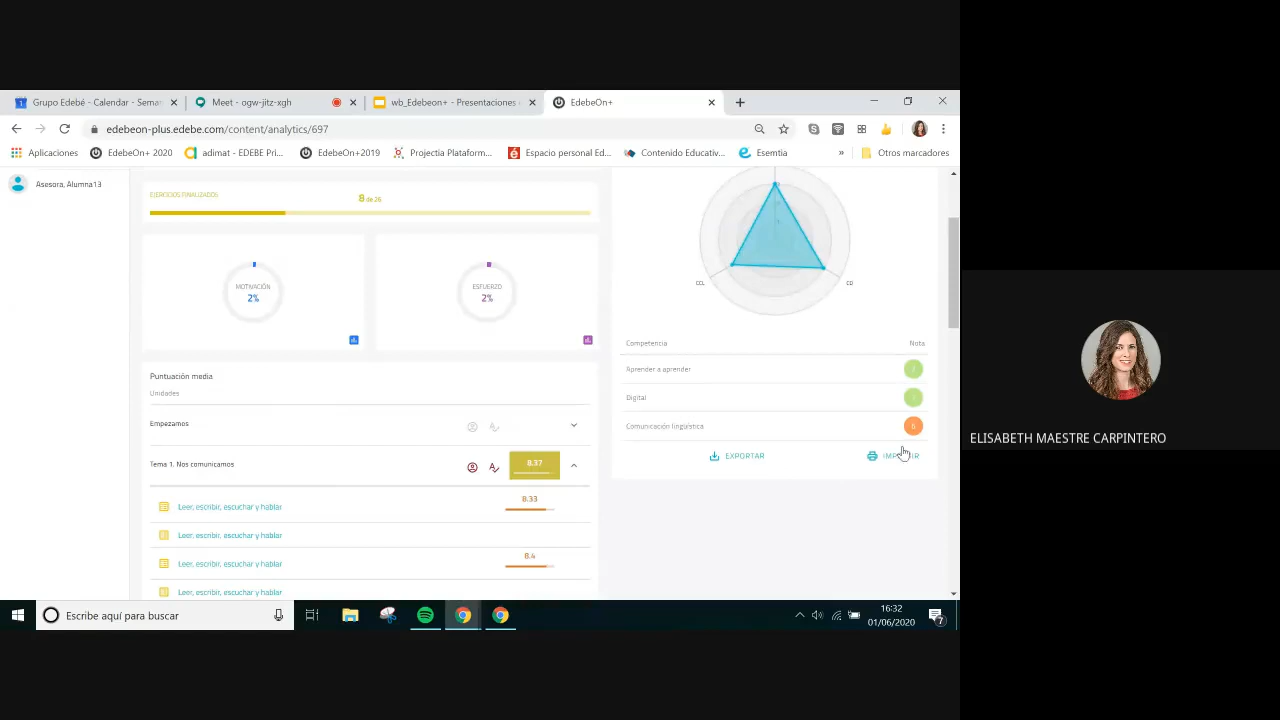 Grupo Edebé - Calendar - Sema
Meet - ogw-jitz-xgh
wb_Edebeon+ - Presentaciones
EdebeOn+
edebeon-plus.edebe.com/content/analytics/697
Aplicaciones
EdebeOn+ 2020
adimat - EDEBE Pri...
EdebeOn+2019
Projectia Plataform...
Espacio personal Ed...
Contenido Educativ...
Esemtia
»
Otros marcadores
Asesora, Alumna13
EJERCICIOS FINALIZADOS
8 de 26
MOTIVACIÓN
2%
ESFUERZO
2%
Puntuación media
Unidades
Empezamos
Tema 1. Nos comunicamos
8.37
Leer, escribir, escuchar y hablar
8.33
Leer, escribir, escuchar y hablar
Leer, escribir, escuchar y hablar
8.4
Leer, escribir, escuchar y hablar
CCL
CD
Competencia
Nota
Aprender a aprender
Digital
Comunicación lingüística
6
EXPORTAR
ELISABETH MAESTRE CARPINTERO
Escribe aquí para buscar
16:32
01/06/2020
7